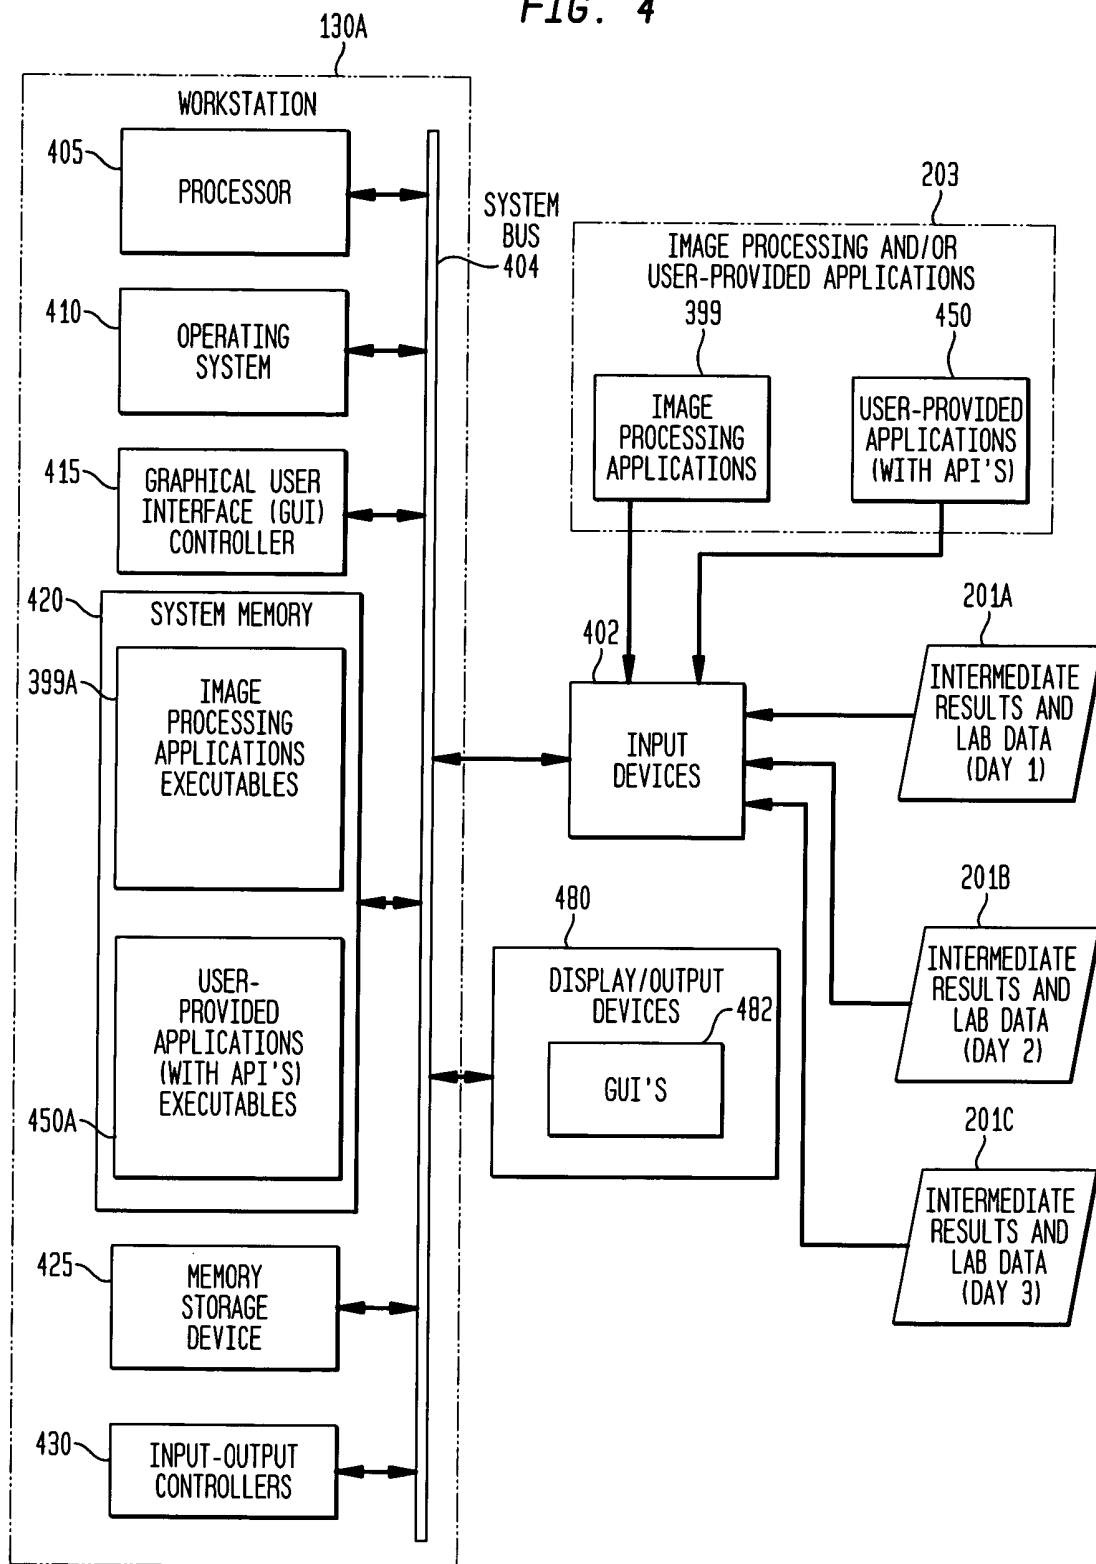 FIG. 4
130A
WORKSTATION
405
PROCESSOR
SYSTEM
BUS
404
410
OPERATING
SYSTEM
415
GRAPHICAL USER
INTERFACE (GUI)
CONTROLLER
420
SYSTEM MEMORY
399A
IMAGE
PROCESSING
APPLICATIONS
EXECUTABLES
USER-
PROVIDED
APPLICATIONS
(WITH API'S)
EXECUTABLES
450A
425
MEMORY
STORAGE
DEVICE
430
INPUT-OUTPUT
CONTROLLERS
203
IMAGE PROCESSING AND/OR
USER-PROVIDED APPLICATIONS
399
IMAGE
PROCESSING
APPLICATIONS
450
USER-PROVIDED
APPLICATIONS
(WITH API'S)
402
INPUT
DEVICES
201A
INTERMEDIATE
RESULTS AND
LAB DATA
(DAY 1)
480
DISPLAY/OUTPUT
DEVICES
482
GUI'S
201B
INTERMEDIATE
RESULTS AND
LAB DATA
(DAY 2)
201C
INTERMEDIATE
RESULTS AND
LAB DATA
(DAY 3)